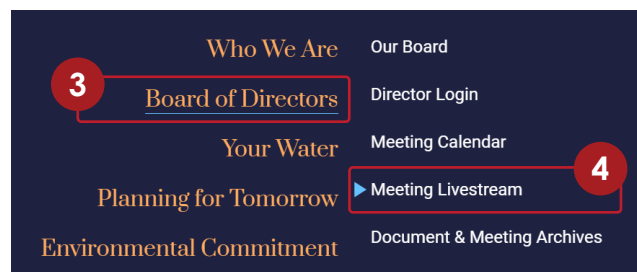 Who We Are
3
Board of Directors
Your Water
Planning for Tomorrow
Environmental Commitment
Our Board
Director Login
Meeting Calendar
4
Meeting Livestream
Document & Meeting Archives